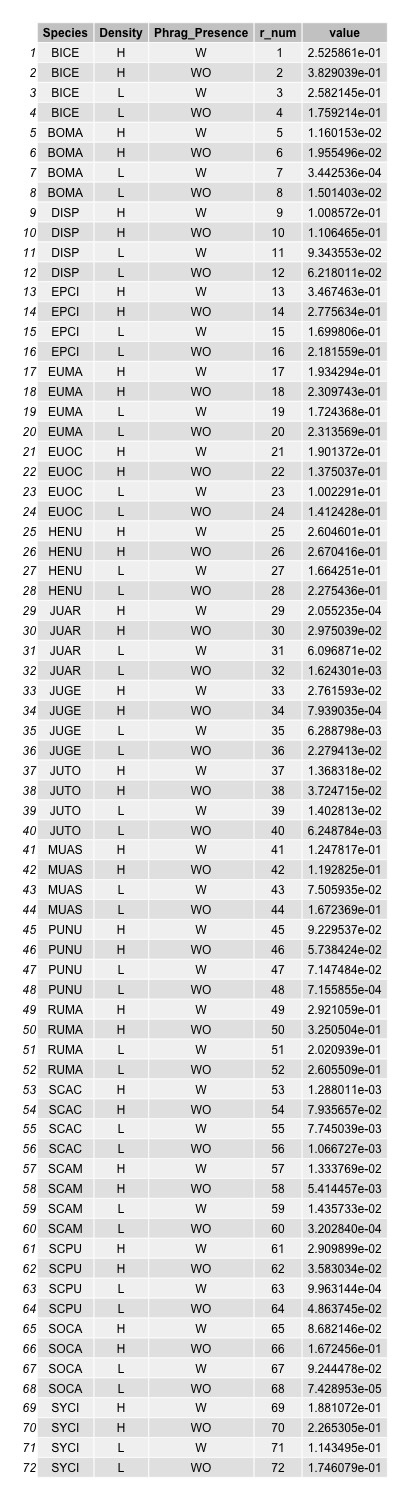 Species Density Phrag_Presence r_num value
1 BICE H W 1 2.525861e-01
2 BICE H WO 2 3.829039e-01
3 BICE L W 3 2.582145e-01
4 BICE L WO 4 1.759214e-01
5 BOMA H W 5 1.160153e-02
6 BOMA H WO 6 1.955496e-02
7 BOMA L W 7 3.442536e-04
8 BOMA L WO 8 1.501403e-02
9 DISP H W 9 1.008572e-01
10 DISP H WO 10 1.106465e-01
11 DISP L W 11 9.343553e-02
12 DISP L WO 12 6.218011e-02
13 EPCI H W 13 3.467463e-01
14 EPCI H WO 14 2.775634e-01
15 EPCI L W 15 1.699806e-01
16 EPCI L WO 16 2.181559e-01
17 EUMA H W 17 1.934294e-01
18 EUMA H WO 18 2.309743e-01
19 EUMA L W 19 1.724368e-01
20 EUMA L WO 20 2.313569e-01
21 EUOC H W 21 1.901372e-01
22 EUOC H WO 22 1.375037e-01
23 EUOC L W 23 1.002291e-01
24 EUOC L WO 24 1.412428e-01
25 HENU H W 25 2.604601e-01
26 HENU H WO 26 2.670416e-01
27 HENU L W 27 1.664251e-01
28 HENU L WO 28 2.275436e-01
29 JUAR H W 29 2.055235e-04
30 JUAR H WO 30 2.975039e-02
31 JUAR L W 31 6.096871e-02
32 JUAR L WO 32 1.624301e-03
33 JUGE H W 33 2.761593e-02
34 JUGE H WO 34 7.939035e-04
35 JUGE L W 35 6.288798e-03
36 JUGE L WO 36 2.279413e-02
37 JUTO H W 37 1.368318e-02
38 JUTO H WO 38 3.724715e-02
39 JUTO L W 39 1.402813e-02
40 JUTO L WO 40 6.248784e-03
41 MUAS H W 41 1.247817e-01
42 MUAS H WO 42 1.192825e-01
43 MUAS L W 43 7.505935e-02
44 MUAS L WO 44 1.672369e-01
45 PUNU H W 45 9.229537e-02
46 PUNU H WO 46 5.738424e-02
47 PUNU L W 47 7.147484e-02
48 PUNU L WO 48 7.155855e-04
49 RUMA H W 49 2.921059e-01
50 RUMA H WO 50 3.250504e-01
51 RUMA L W 51 2.020939e-01
52 RUMA L WO 52 2.605509e-01
53 SCAC H W 53 1.288011e-03
54 SCAC H WO 54 7.935657e-02
55 SCAC L W 55 7.745039e-03
56 SCAC L WO 56 1.066727e-03
57 SCAM H W 57 1.333769e-02
58 SCAM H WO 58 5.414457e-03
59 SCAM L W 59 1.435733e-02
60 SCAM L WO 60 3.202840e-04
61 SCPU H W 61 2.909899e-02
62 SCPU H WO 62 3.583034e-02
63 SCPU L W 63 9.963144e-04
64 SCPU L WO 64 4.863745e-02
65 SOCA H W 65 8.682146e-02
66 SOCA H WO 66 1.672456e-01
67 SOCA L W 67 9.244478e-02
68 SOCA L WO 68 7.428953e-05
69 SYCI H W 69 1.881072e-01
70 SYCI H WO 70 2.265305e-01
71 SYCI L W 71 1.143495e-01
72 SYCI L WO 72 1.746079e-01